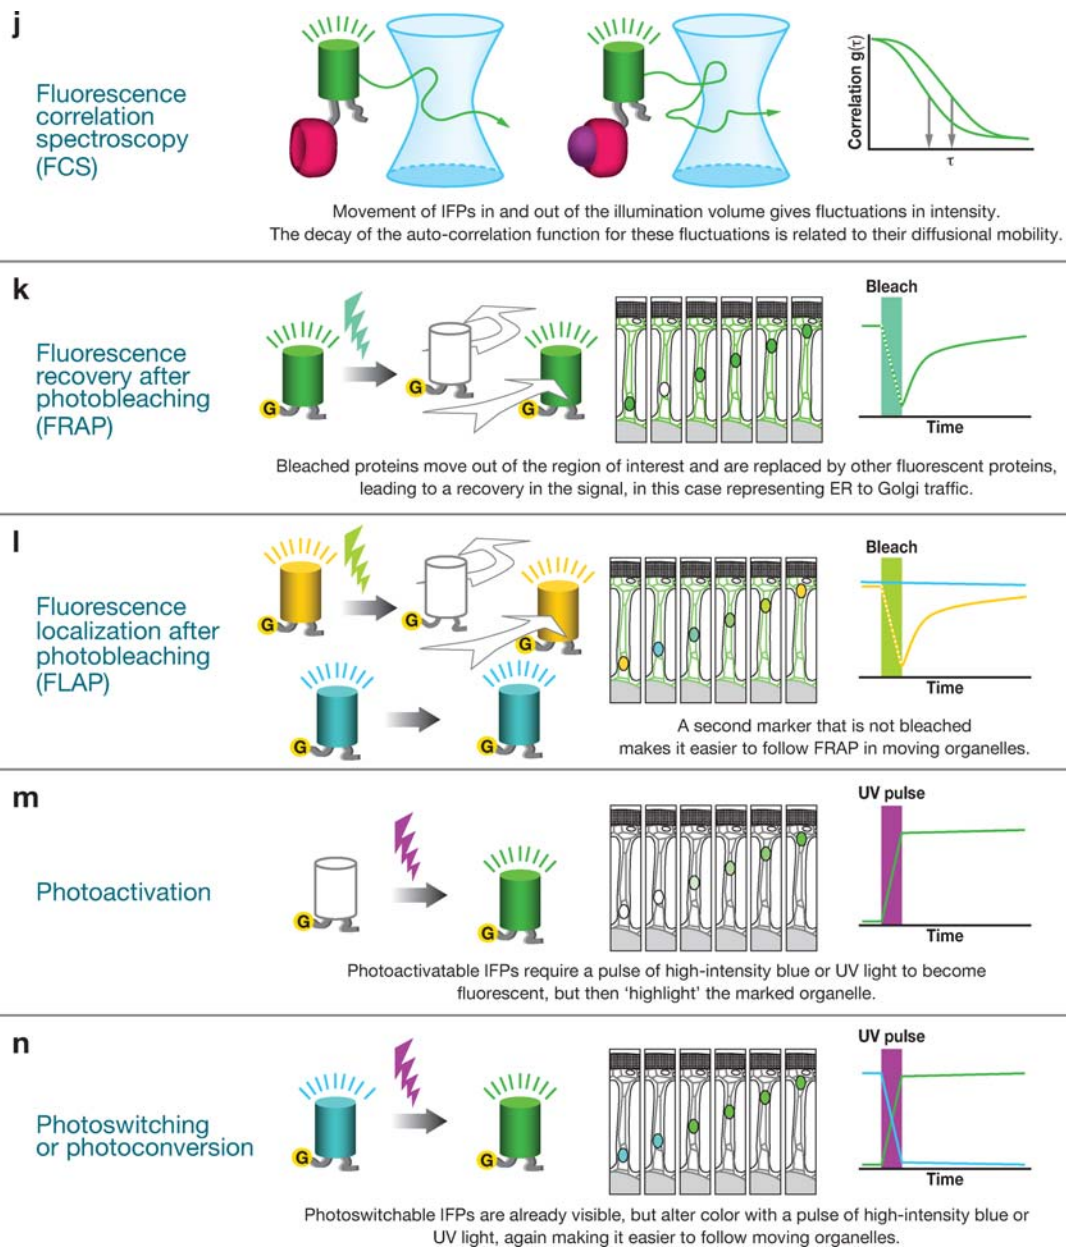 j
Fluorescence
correlation
spectroscopy
(FCS)
Correlation g(τ)
τ
Movement of IFPs in and out of the illumination volume gives fluctuations in intensity.
The decay of the auto-correlation function for these fluctuations is related to their diffusional mobility.
k
Fluorescence
recovery after
photobleaching
(FRAP)
G
G
G
Bleach
Time
Bleached proteins move out of the region of interest and are replaced by other fluorescent proteins,
leading to a recovery in the signal, in this case representing ER to Golgi traffic.
l
Fluorescence
localization after
photobleaching
(FLAP)
G
G
G
G
G
Bleach
Time
A second marker that is not bleached
makes it easier to follow FRAP in moving organelles.
m
Photoactivation
G
G
UV pulse
Time
Photoactivatable IFPs require a pulse of high-intensity blue or UV light to become
fluorescent, but then ‘highlight’ the marked organelle.
n
Photoswitching
or photoconversion
G
G
UV pulse
Time
Photoswitchable IFPs are already visible, but alter color with a pulse of high-intensity blue or
UV light, again making it easier to follow moving organelles.